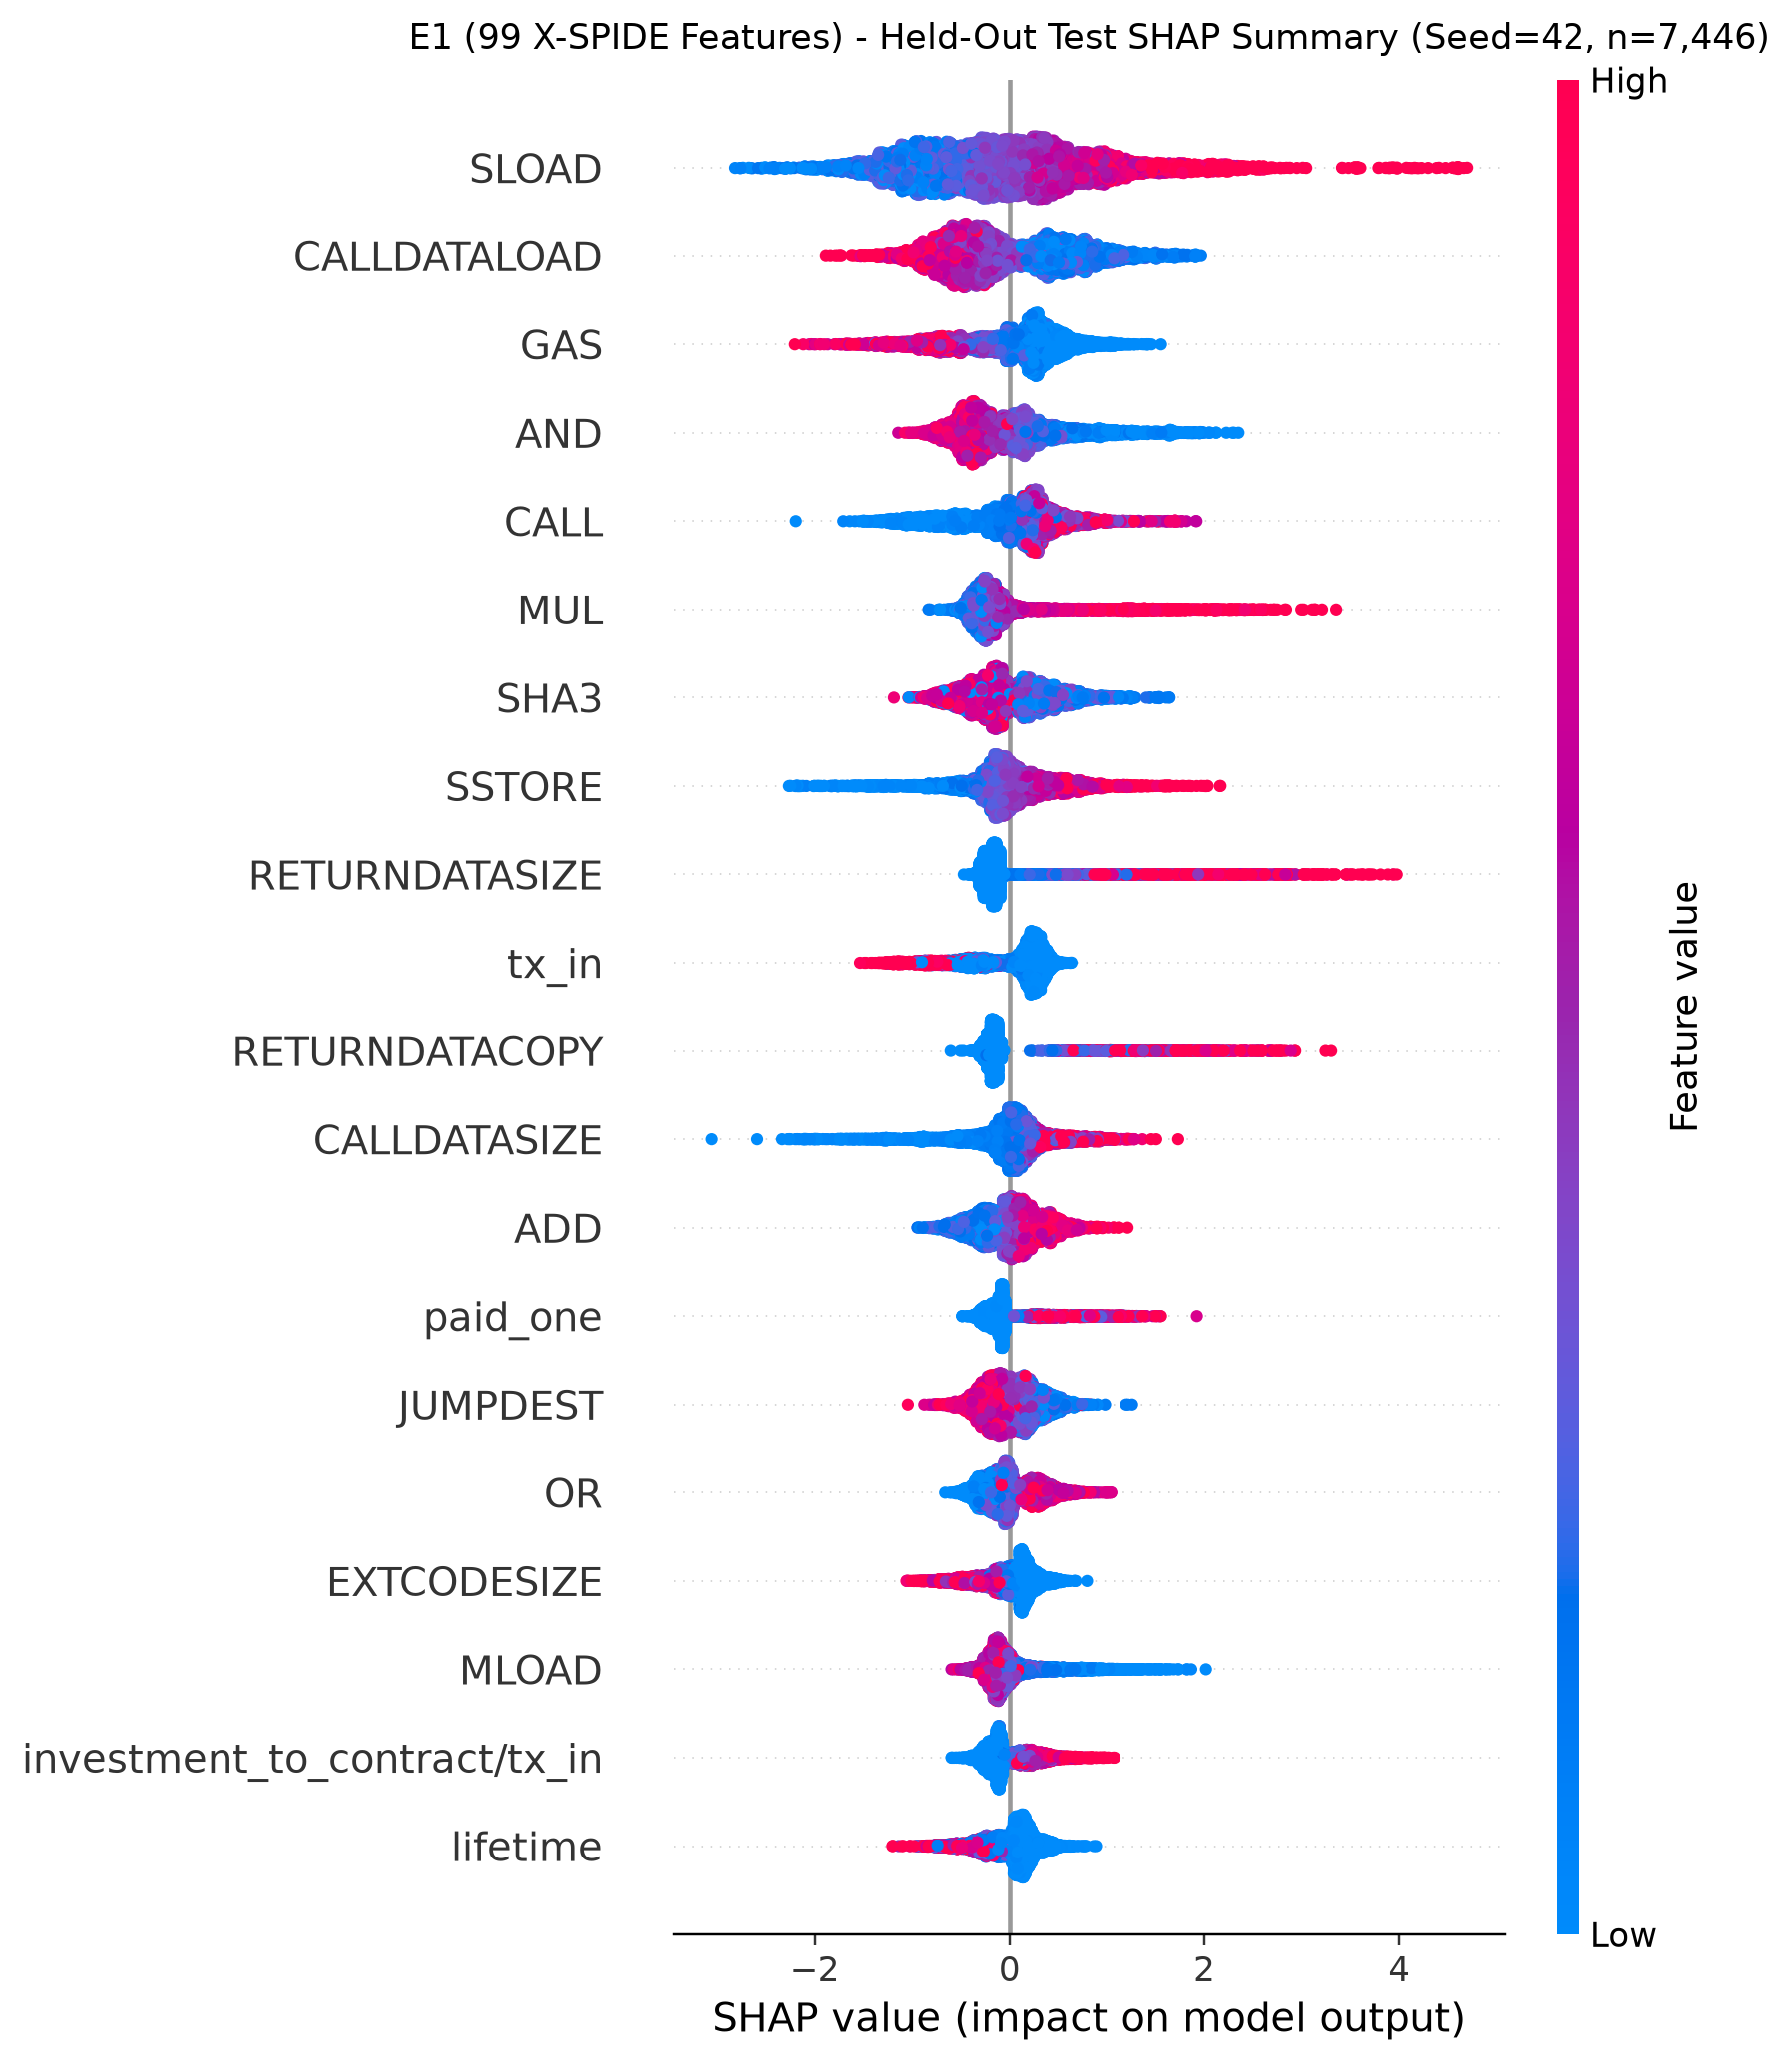 E1 (99 X-SPIDE Features) - Held-Out Test SHAP Summary (Seed=42, n=7,446)
High
SLOAD
CALLDATALOAD
GAS
AND
CALL
MUL
SHA3
SSTORE
RETURNDATASIZE
tx_in
RETURNDATACOPY
CALLDATASIZE
ADD
paid_one
JUMPDEST
OR
EXTCODESIZE
MLOAD
investment_to_contract/tx_in
lifetime
Feature value
Low
−2 0 2 4
SHAP value (impact on model output)